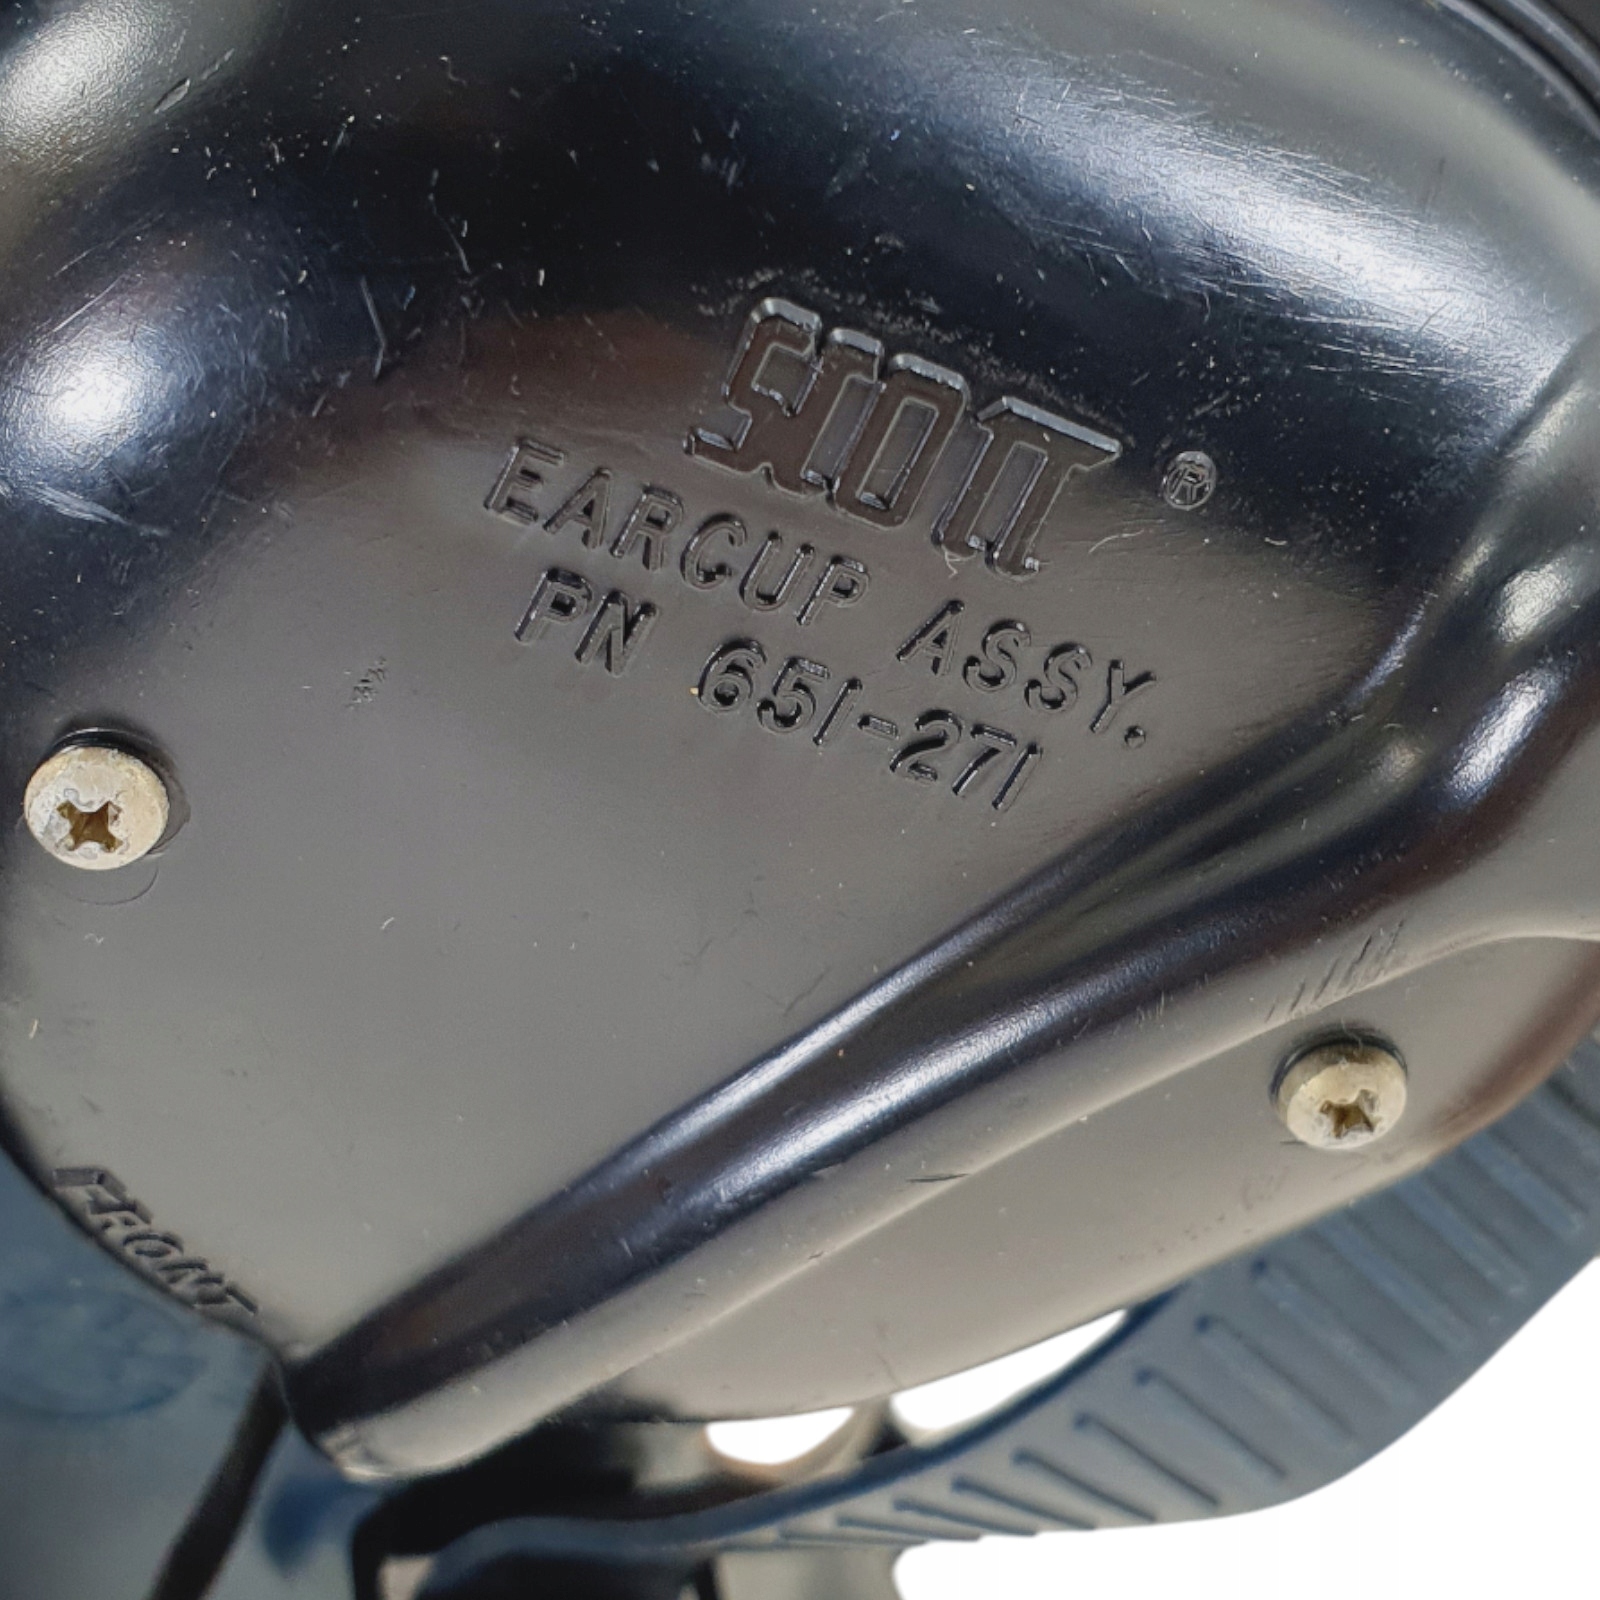 SCOTT ®
EARCUP ASSY.
PN 651-271
FRONT